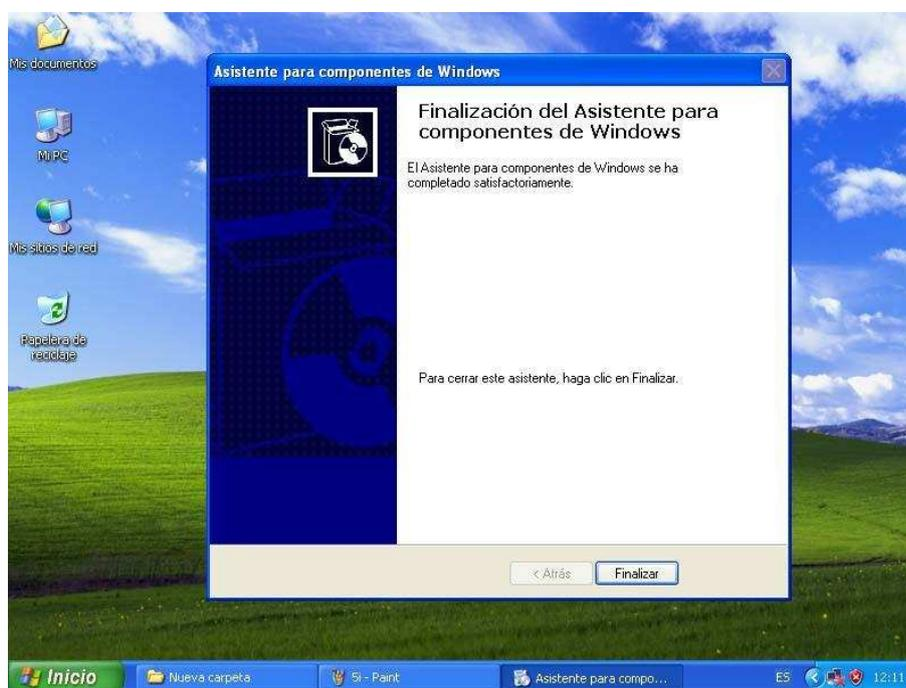 Mis documentos
Mi PC
Mis sitios de red
Papelera de
reciclaje
Asistente para componentes de Windows
Finalización del Asistente para
componentes de Windows
El Asistente para componentes de Windows se ha
completado satisfactoriamente.
Para cerrar este asistente, haga clic en Finalizar.
< Atrás
Finalizar
Inicio
Nueva carpeta
5i - Paint
Asistente para compo...
ES
12:11